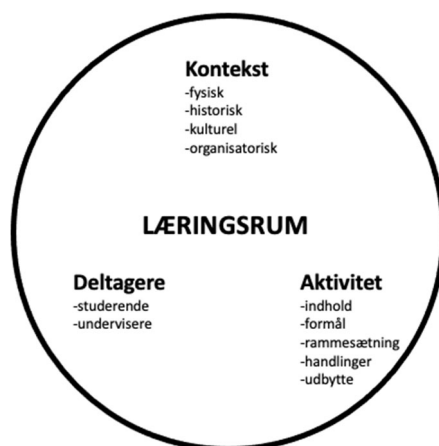 Kontekst
-fysisk
-historisk
-kulturel
-organisatorisk
LÆRINGSRUM
Deltagere
-studerende
-undervisere
Aktivitet
-indhold
-formål
-rammesætning
-handlinger
-udbytte